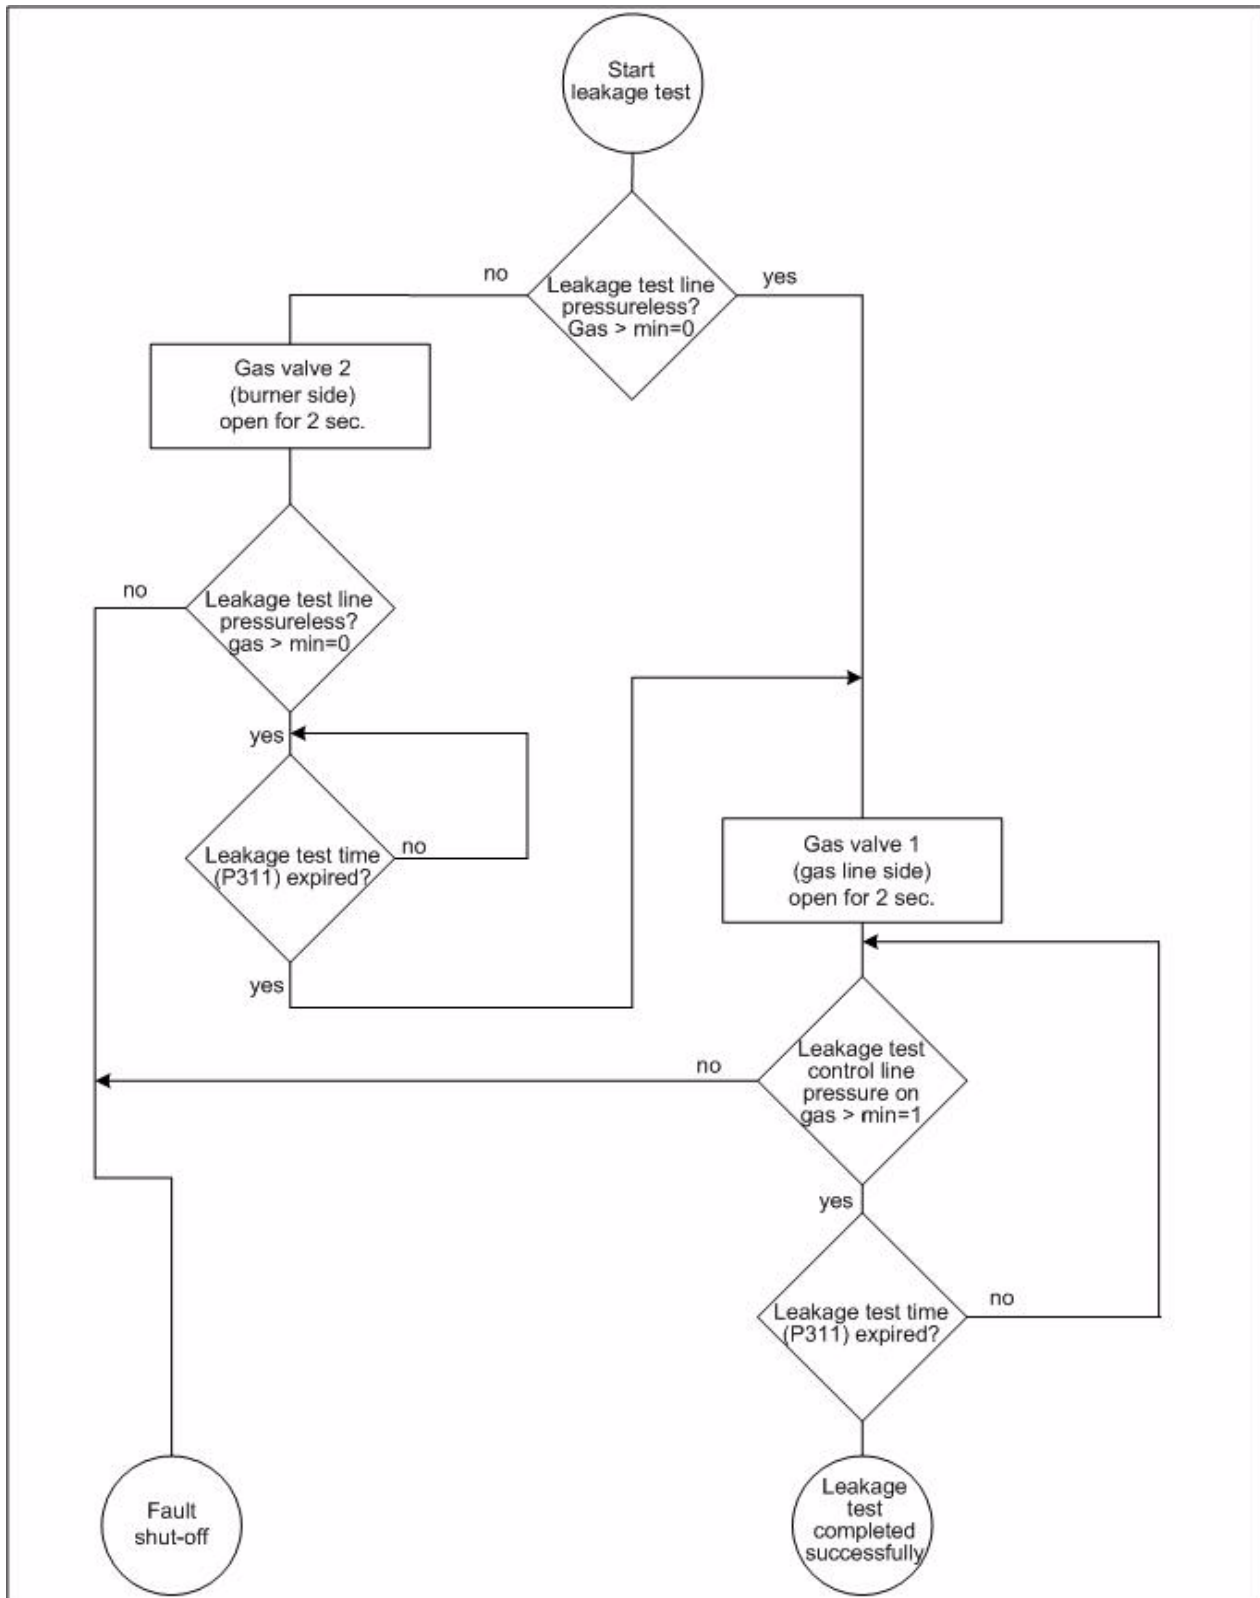 Start
leakage test
no
yes
Leakage test line
pressureless?
Gas > min=0
Gas valve 2
(burner side)
open for 2 sec.
no
Leakage test line
pressureless?
gas > min=0
yes
Leakage test time
(P311) expired?
no
yes
Gas valve 1
(gas line side)
open for 2 sec.
no
Leakage test
control line
pressure on
gas > min=1
yes
Leakage test time
(P311) expired?
no
Fault
shut-off
Leakage
test
completed
successfully